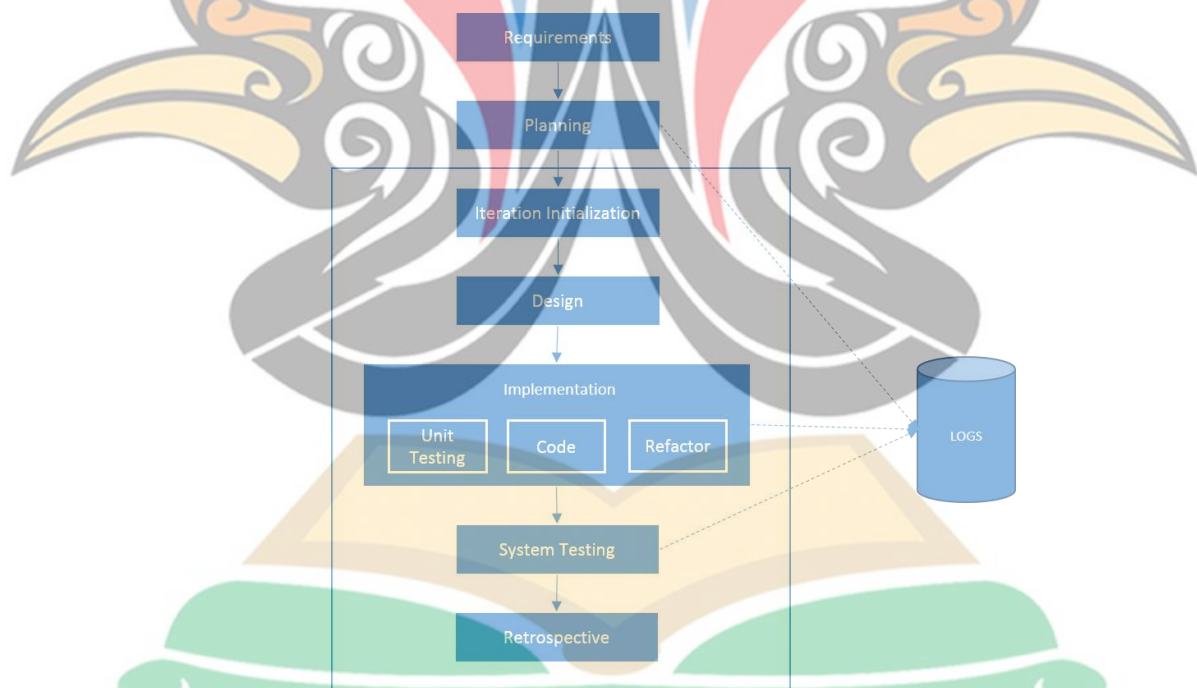 Requirements
Planning
Iteration Initialization
Design
Implementation
Unit
Testing
Code
Refactor
LOGS
System Testing
Retrospective